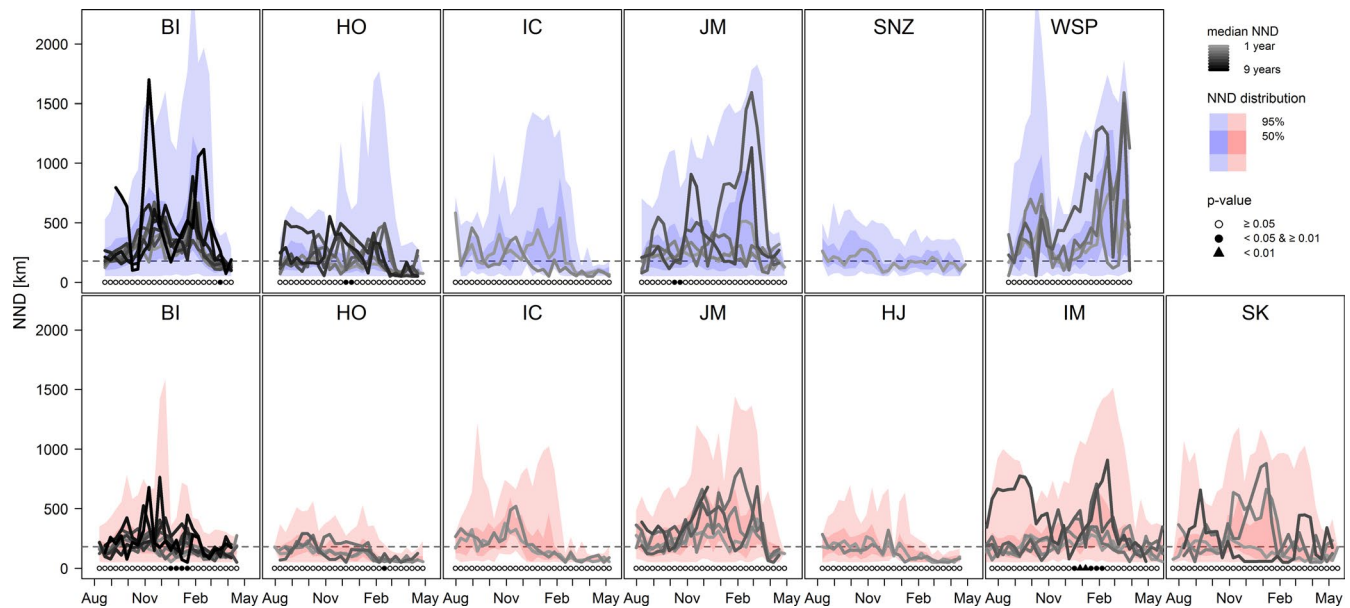 BI HO IC JM SNZ WSP
median NND
1 year
9 years
NND distribution
95%
50%
p-value
≥ 0.05
< 0.05 & ≥ 0.01
< 0.01
2000
1500
1000
500
0
NND [km]
BI HO IC JM HJ IM SK
2000
1500
1000
500
0
Aug Nov Feb May Aug Nov Feb May Aug Nov Feb May Aug Nov Feb May Aug Nov Feb May Aug Nov Feb May Aug Nov Feb May